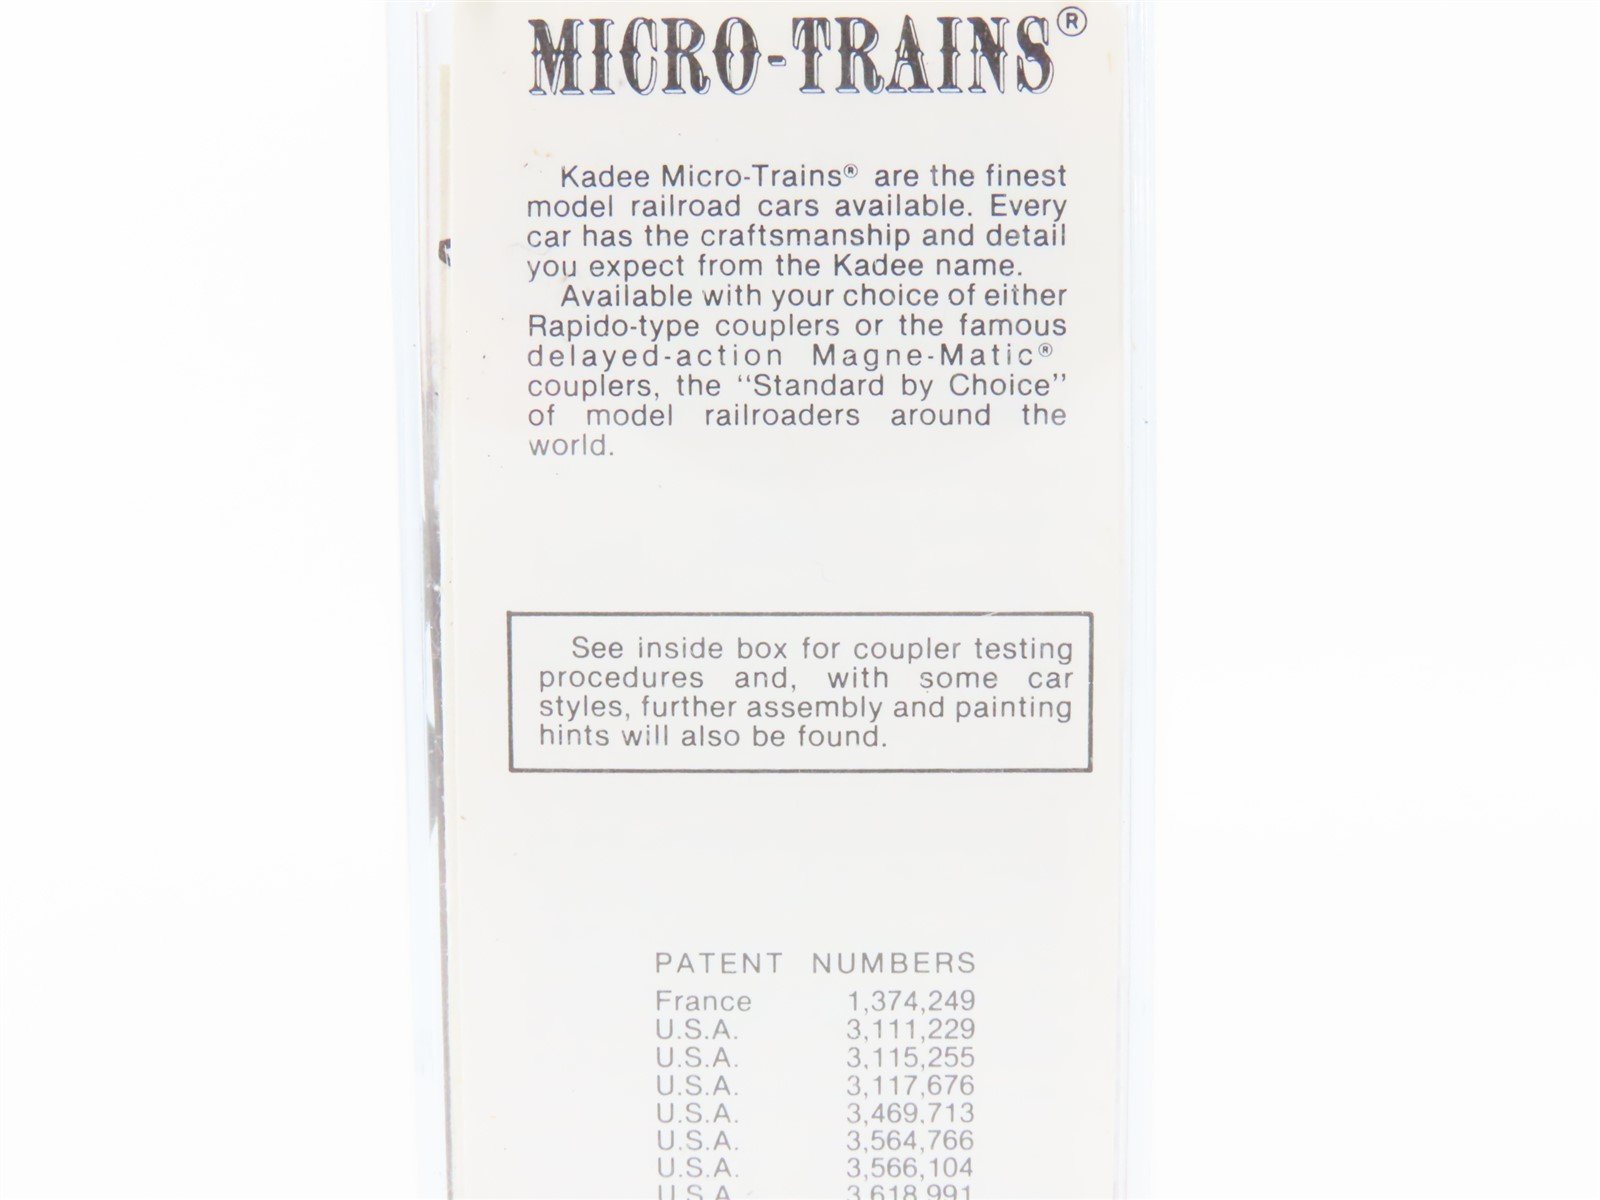 MICRO-TRAINS®
Kadee Micro-Trains® are the finest
model railroad cars available. Every
car has the craftsmanship and detail
you expect from the Kadee name.
Available with your choice of either
Rapido-type couplers or the famous
delayed-action Magne-Matic®
couplers, the "Standard by Choice"
of model railroaders around the
world.
See inside box for coupler testing
procedures and, with some car
styles, further assembly and painting
hints will also be found.
PATENT NUMBERS
France 1,374,249
U.S.A. 3,111,229
U.S.A. 3,115,255
U.S.A. 3,117,676
U.S.A. 3,469,713
U.S.A. 3,564,766
U.S.A. 3,566,104
U.S.A. 3,618,991